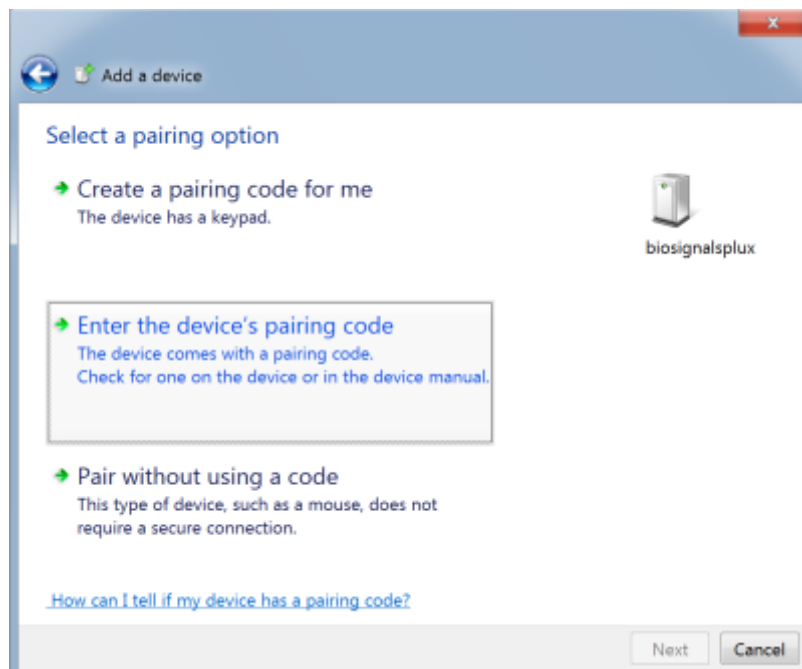 x
Add a device
Select a pairing option
Create a pairing code for me
The device has a keypad.
biosignalsplux
Enter the device's pairing code
The device comes with a pairing code.
Check for one on the device or in the device manual.
Pair without using a code
This type of device, such as a mouse, does not
require a secure connection.
How can I tell if my device has a pairing code?
Next Cancel